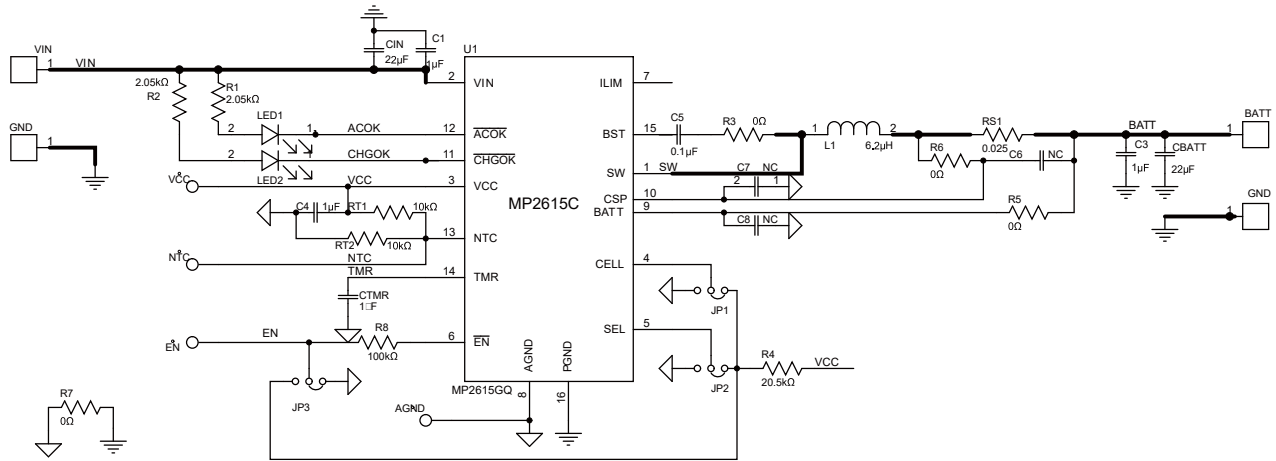 VIN
1
VIN
CIN
22µF
C1
1µF
U1
2
VIN
ILIM
7
2.05kΩ
R2
R1
2.05kΩ
LED1
2
1
ACOK
12
ACOK
BST
15
C5
0.1µF
R3
0Ω
1
L1
2
6.2µH
RS1
0.025
BATT
BATT
1
GND
1
2
1
CHGOK
11
CHGOK
LED2
R6
0Ω
C6
NC
C3
1µF
CBATT
22µF
SW
1
SW
C7
NC
2
1
VCC
VCC
3
VCC
MP2615C
CSP
10
BATT
9
C4
1µF
RT1
10kΩ
R5
0Ω
GND
1
C8
NC
RT2
10kΩ
13
NTC
NTC
NTC
TMR
14
TMR
CELL
4
CTMR
1□F
JP1
SEL
5
EN
EN
R8
100kΩ
6
EN
AGND
PGND
JP2
R4
20.5kΩ
VCC
MP2615GQ
8
16
JP3
R7
0Ω
AGND